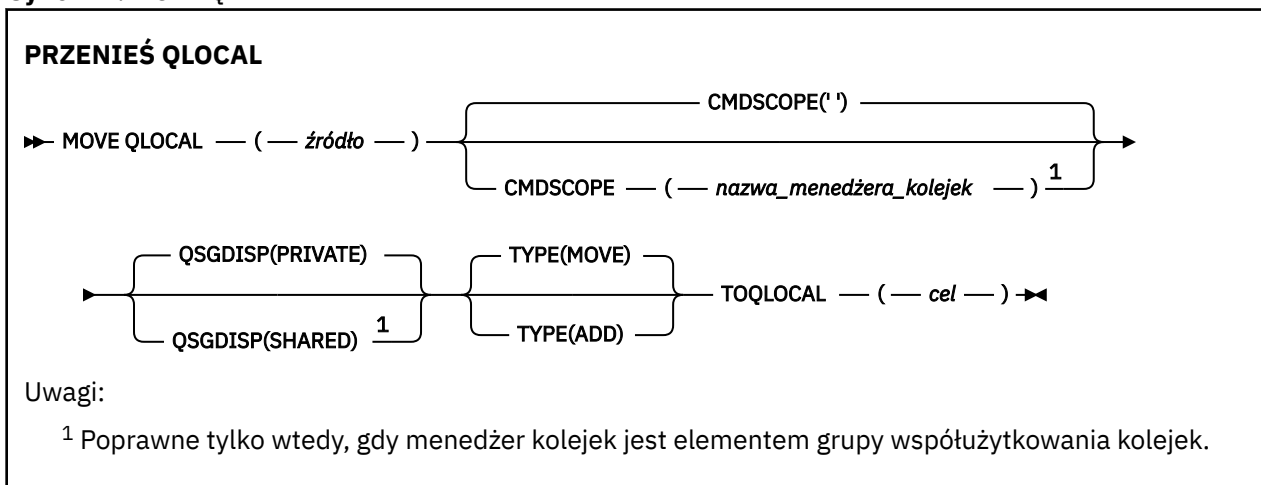 PRZENIEŚ QLOCAL
CMDSCOPE(' ')
MOVE QLOCAL ( źródło )
CMDSCOPE ( nazwa_menedżera_kolejek ) 1
QSGDISP(PRIVATE) TYPE(MOVE)
TOQLOCAL ( cel )
QSGDISP(SHARED) 1 TYPE(ADD)
Uwagi:
1 Poprawne tylko wtedy, gdy menedżer kolejek jest elementem grupy współużytkowania kolejek.